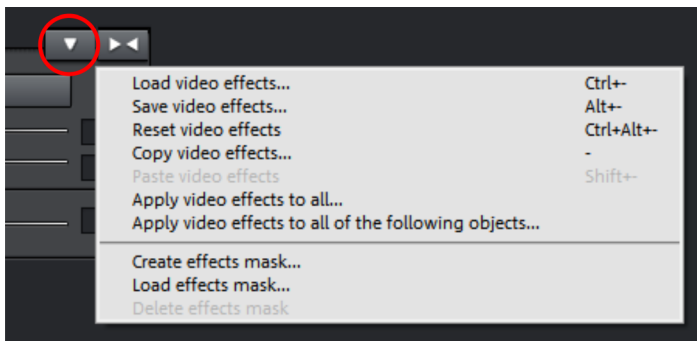 Load video effects... Ctrl+-
Save video effects... Alt+-
Reset video effects Ctrl+Alt+-
Copy video effects... -
Paste video effects Shift+-
Apply video effects to all...
Apply video effects to all of the following objects...
Create effects mask...
Load effects mask...
Delete effects mask